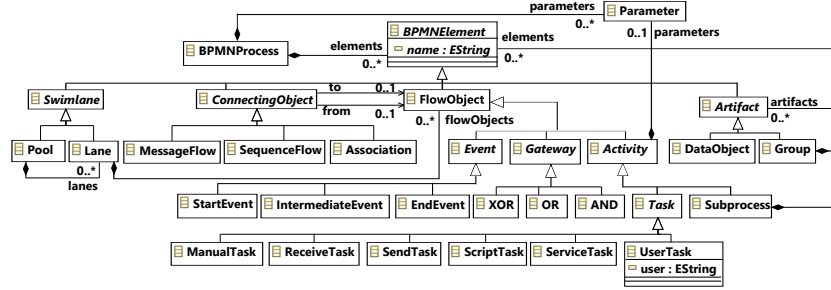 parameters
Parameter
0..*
BPMNElement
0..1
parameters
BPMNProcess
elements
name : EString
elements
0..*
0..*
Swimlane
ConnectingObject
to
0..1
FlowObject
Artifact
artifacts
from
0..1
0..*
flowObjects
0..*
Pool
Lane
MessageFlow
SequenceFlow
Association
Event
Gateway
Activity
DataObject
Group
0..*
lanes
StartEvent
IntermediateEvent
EndEvent
XOR
OR
AND
Task
Subprocess
ManualTask
ReceiveTask
SendTask
ScriptTask
ServiceTask
UserTask
user : EString